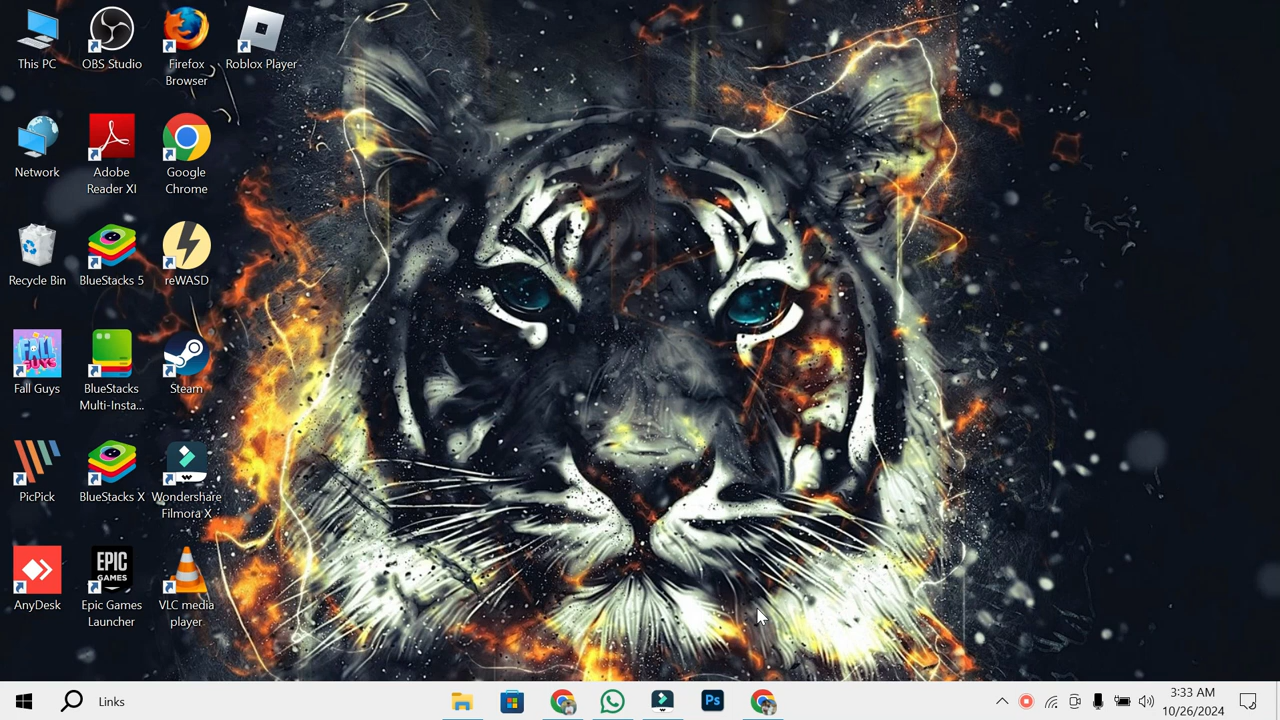 This PC
OBS Studio
Firefox
Browser
Roblox Player
Network
Adobe
Reader XI
Google
Chrome
Recycle Bin
BlueStacks 5
reWASD
FALL
GUYS
Fall Guys
BlueStacks
Multi-Insta...
Steam
PicPick
BlueStacks X
Wondershare
Filmora X
AnyDesk
EPIC
GAMES
Epic Games
Launcher
VLC media
player
Links
Ps
3:33 AM
10/26/2024